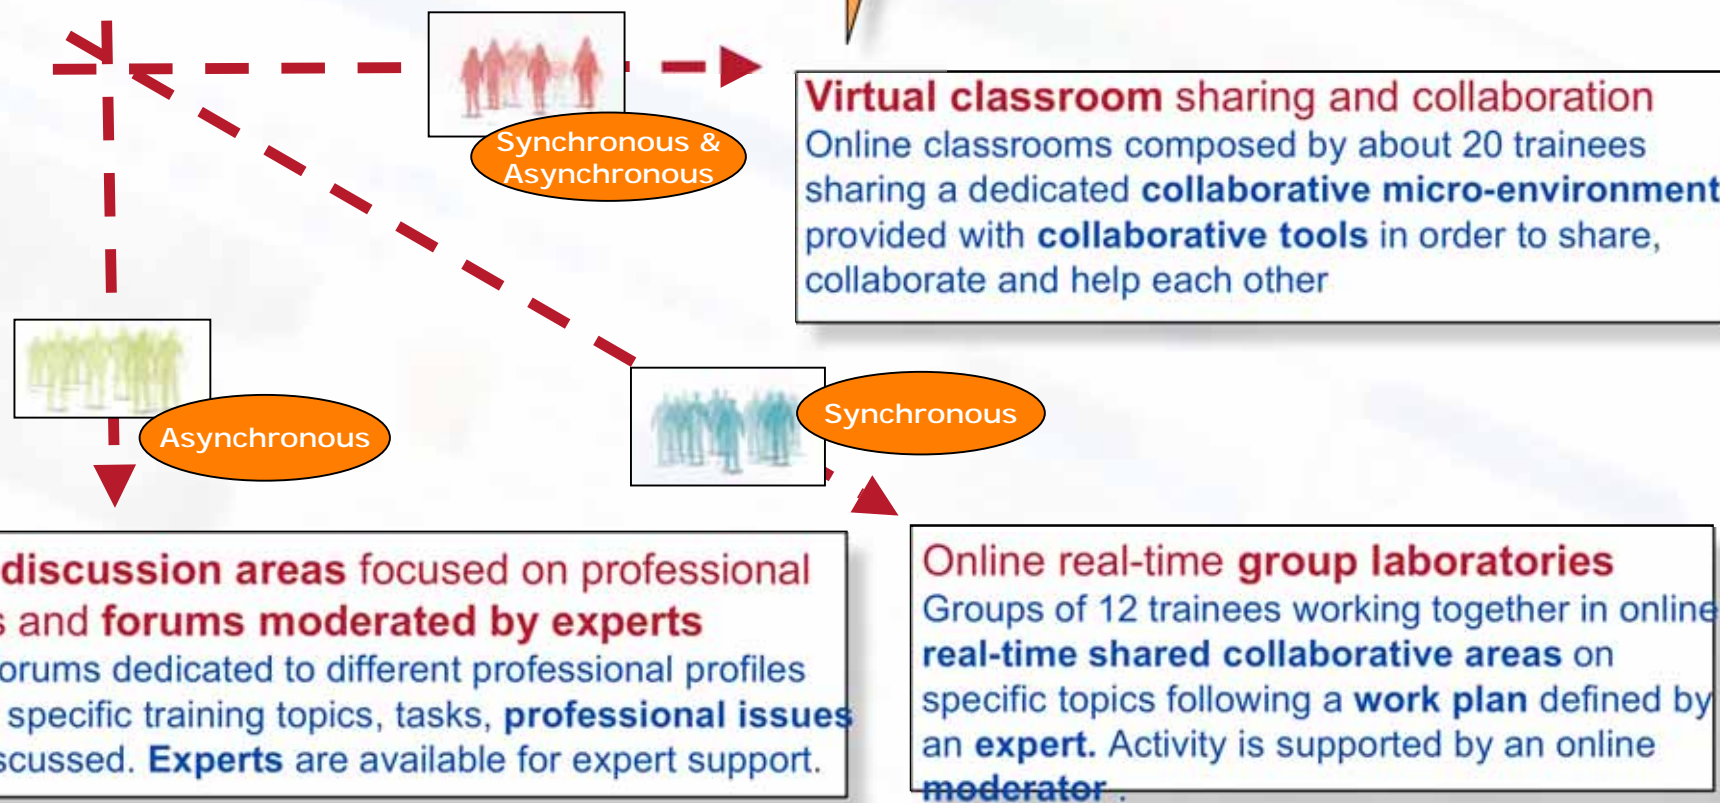 Synchronous &
Asynchronous
Virtual classroom sharing and collaboration
Online classrooms composed by about 20 trainees
sharing a dedicated collaborative micro-environment
provided with collaborative tools in order to share,
collaborate and help each other
Asynchronous
Synchronous
discussion areas focused on professional
and forums moderated by experts
dedicated to different professional profiles
specific training topics, tasks, professional issues
Experts are available for expert support.
Online real-time group laboratories
Groups of 12 trainees working together in online
real-time shared collaborative areas on
specific topics following a work plan defined by
an expert. Activity is supported by an online
moderator .